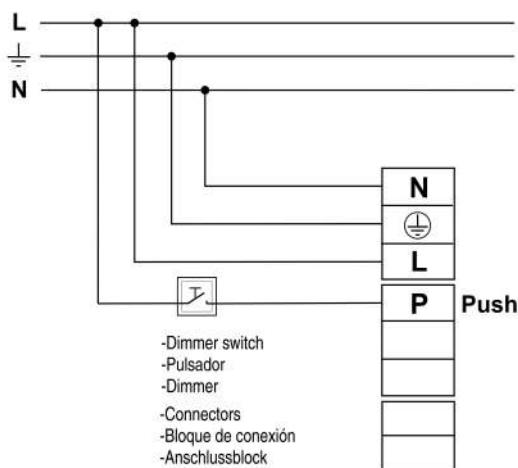 L
N
N
L
P Push
-Dimmer switch
-Pulsador
-Dimmer
-Connectors
-Bloque de conexión
-Anschlussblock